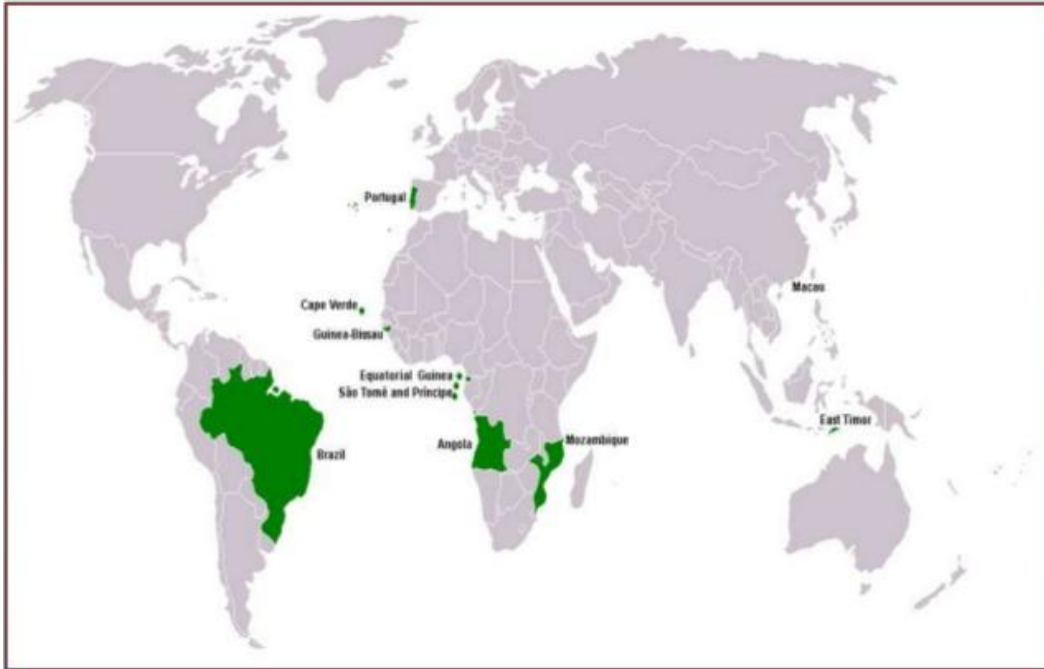 Portugal
Macau
Cape Verde
Guinea-Bissau
Equatorial Guinea
São Tomé and Príncipe
East Timor
Angola
Mozambique
Brazil